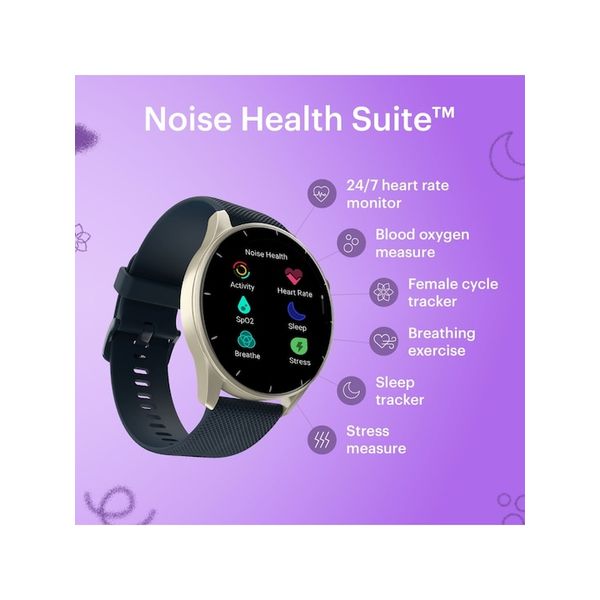 Noise Health Suite™
24/7 heart rate
monitor
Blood oxygen
measure
Female cycle
tracker
Breathing
exercise
Sleep
tracker
Stress
measure
Noise Health
Activity
Heart Rate
SpO2
Sleep
Breathe
Stress